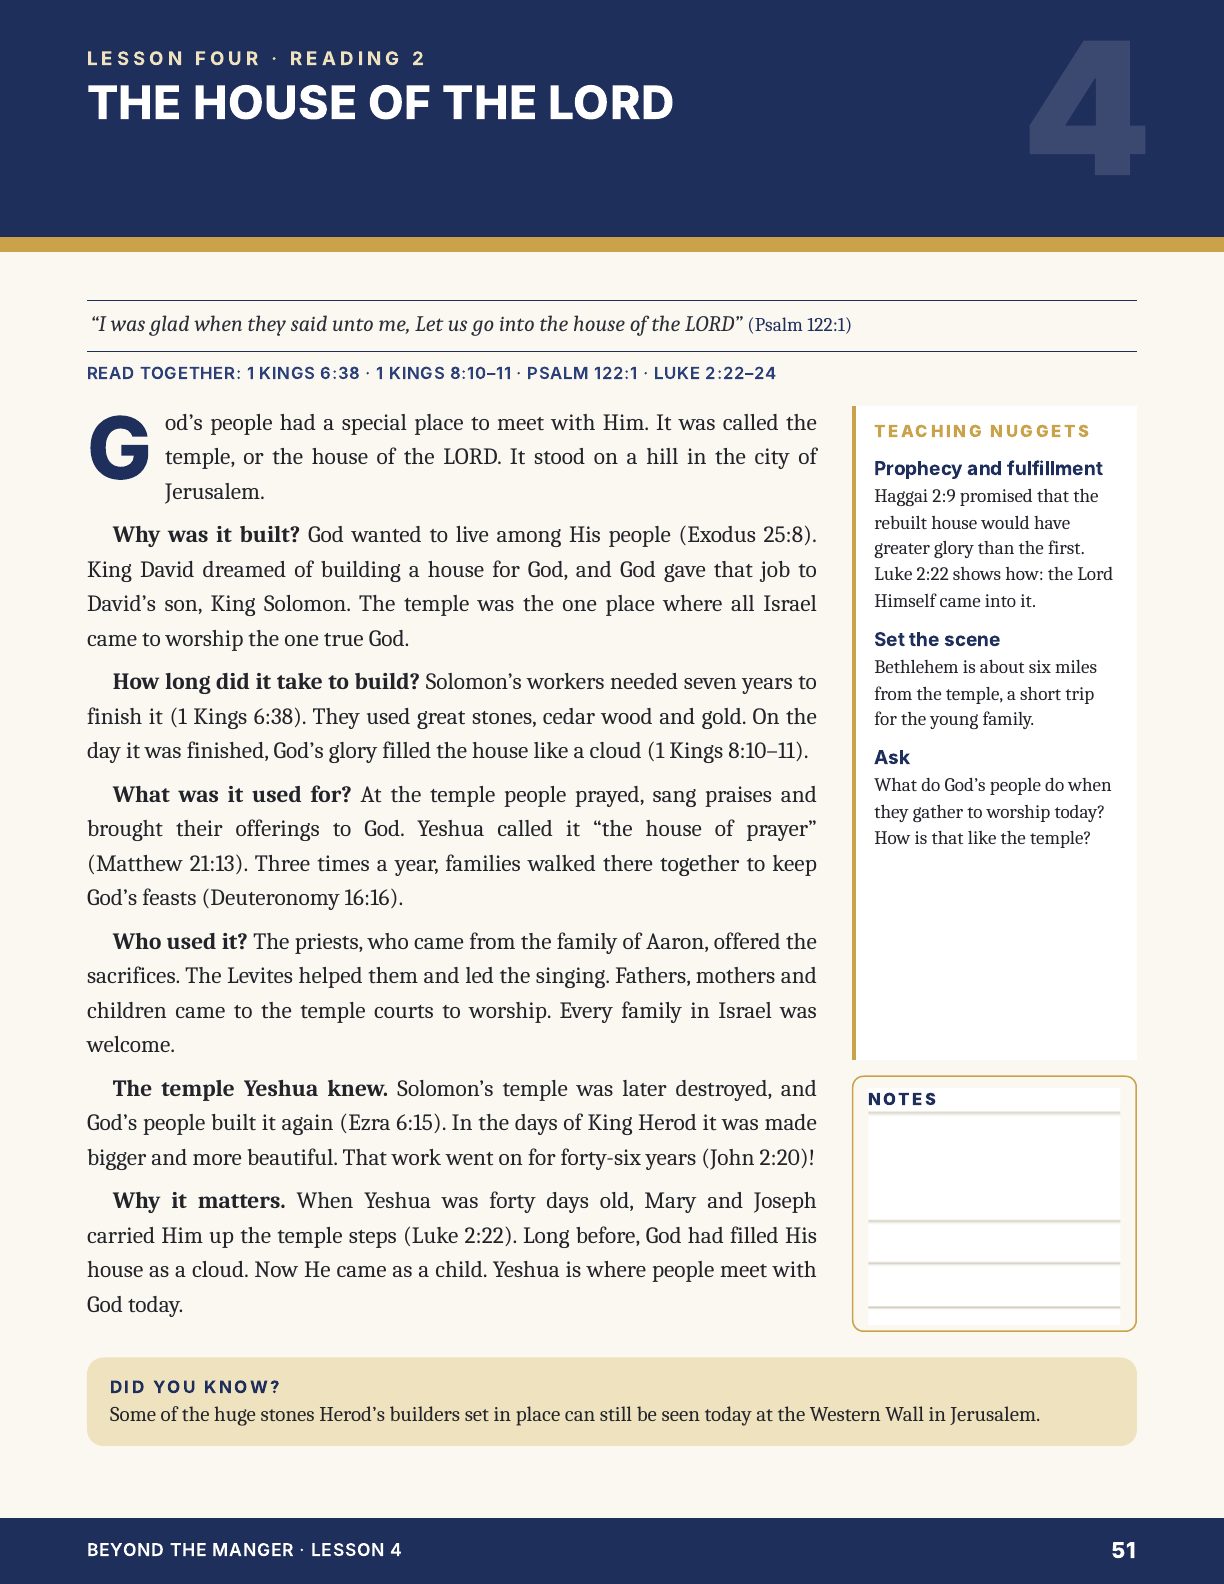 LESSON FOUR · READING 2
THE HOUSE OF THE LORD
4
“I was glad when they said unto me, Let us go into the house of the LORD” (Psalm 122:1)
READ TOGETHER: 1 KINGS 6:38 · 1 KINGS 8:10–11 · PSALM 122:1 · LUKE 2:22–24
God’s people had a special place to meet with Him. It was called the
temple, or the house of the LORD. It stood on a hill in the city of
Jerusalem.
Why was it built? God wanted to live among His people (Exodus 25:8).
King David dreamed of building a house for God, and God gave that job to
David’s son, King Solomon. The temple was the one place where all Israel
came to worship the one true God.
How long did it take to build? Solomon’s workers needed seven years to
finish it (1 Kings 6:38). They used great stones, cedar wood and gold. On the
day it was finished, God’s glory filled the house like a cloud (1 Kings 8:10–11).
What was it used for? At the temple people prayed, sang praises and
brought their offerings to God. Yeshua called it “the house of prayer”
(Matthew 21:13). Three times a year, families walked there together to keep
God’s feasts (Deuteronomy 16:16).
Who used it? The priests, who came from the family of Aaron, offered the
sacrifices. The Levites helped them and led the singing. Fathers, mothers and
children came to the temple courts to worship. Every family in Israel was
welcome.
The temple Yeshua knew. Solomon’s temple was later destroyed, and
God’s people built it again (Ezra 6:15). In the days of King Herod it was made
bigger and more beautiful. That work went on for forty-six years (John 2:20)!
Why it matters. When Yeshua was forty days old, Mary and Joseph
carried Him up the temple steps (Luke 2:22). Long before, God had filled His
house as a cloud. Now He came as a child. Yeshua is where people meet with
God today.
TEACHING NUGGETS
Prophecy and fulfillment
Haggai 2:9 promised that the
rebuilt house would have
greater glory than the first.
Luke 2:22 shows how: the Lord
Himself came into it.
Set the scene
Bethlehem is about six miles
from the temple, a short trip
for the young family.
Ask
What do God’s people do when
they gather to worship today?
How is that like the temple?
NOTES
DID YOU KNOW?
Some of the huge stones Herod’s builders set in place can still be seen today at the Western Wall in Jerusalem.
BEYOND THE MANGER · LESSON 4
51